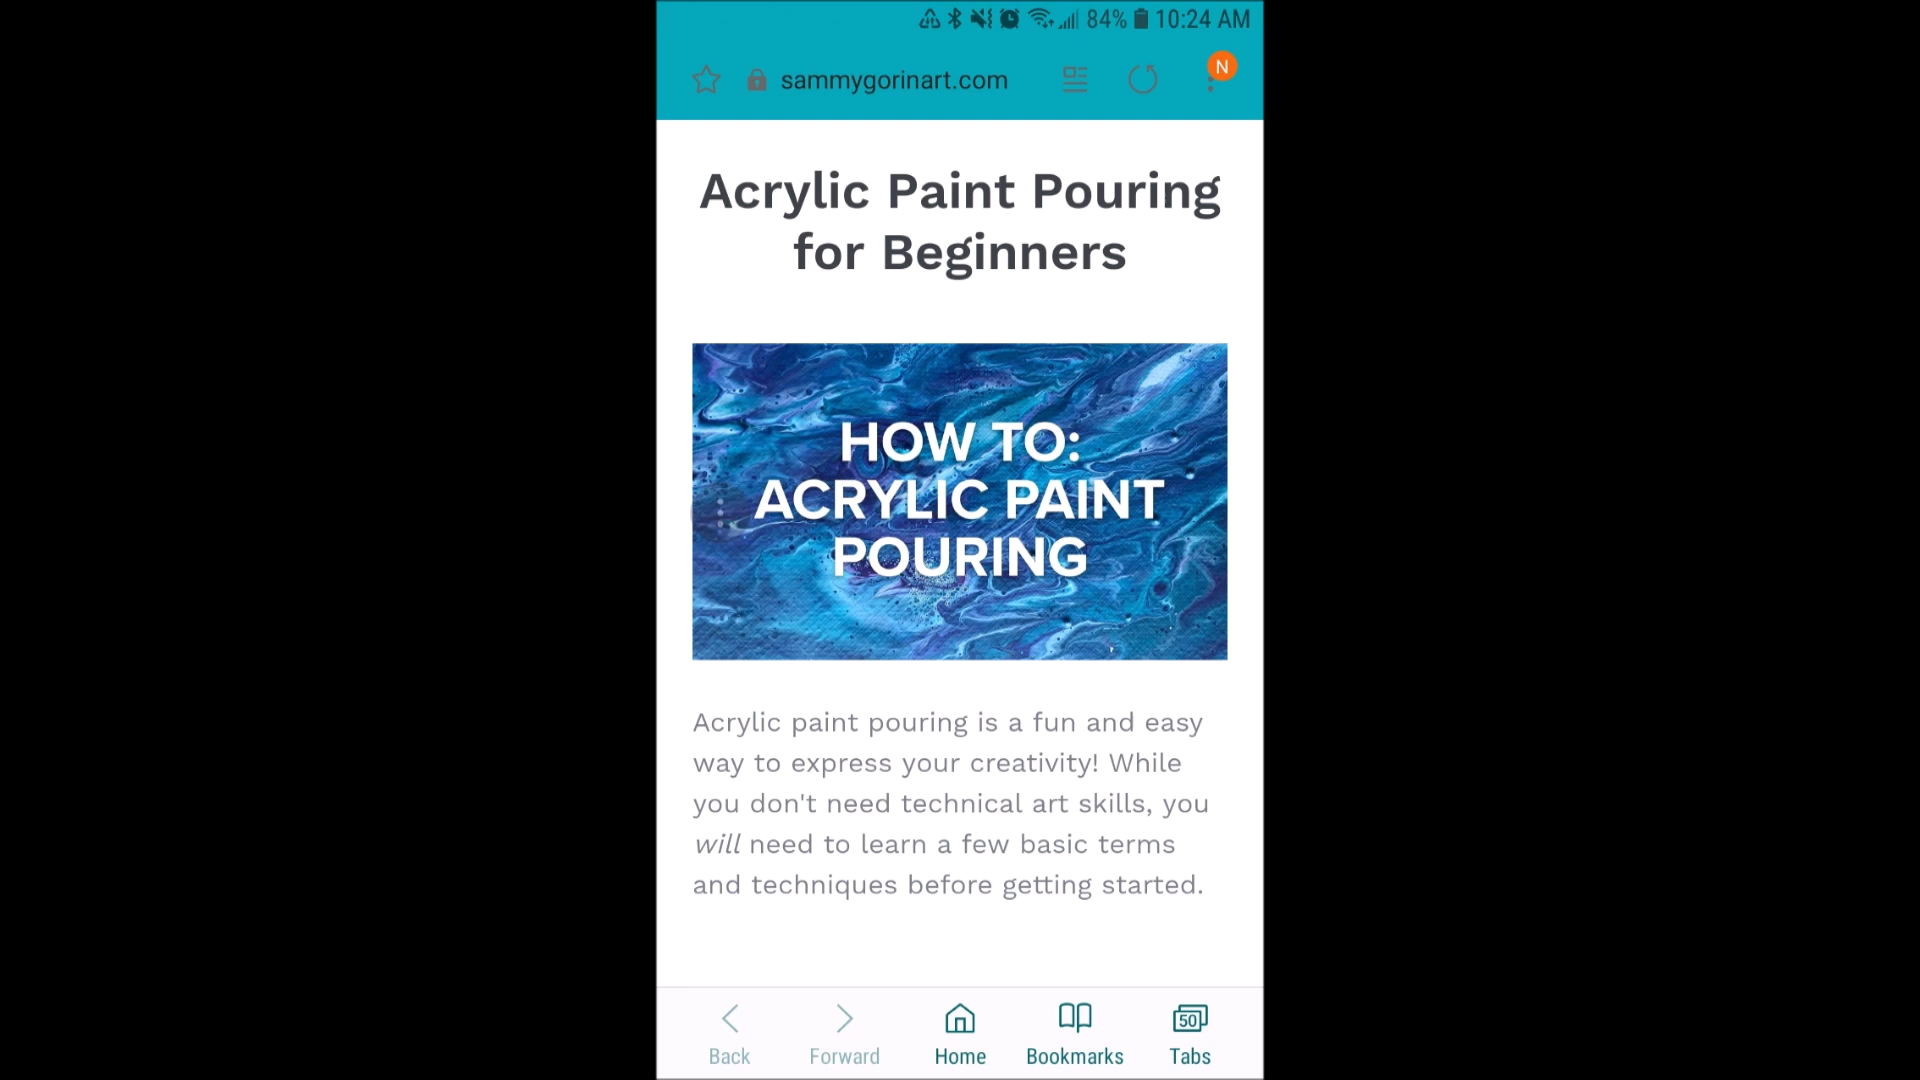 84% 10:24 AM
sammygorinart.com
N
Acrylic Paint Pouring
for Beginners
HOW TO:
ACRYLIC PAINT
POURING
Acrylic paint pouring is a fun and easy
way to express your creativity! While
you don't need technical art skills, you
will need to learn a few basic terms
and techniques before getting started.
50
Back Forward Home Bookmarks Tabs